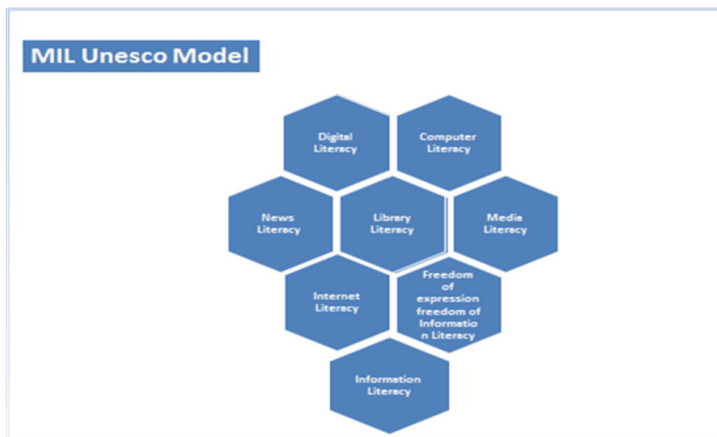 MIL Unesco Model
Digital
Literacy
Computer
Literacy
News
Literacy
Library
Literacy
Media
Literacy
Internet
Literacy
Freedom
of
expression
freedom of
Informatio
n Literacy
Information
Literacy